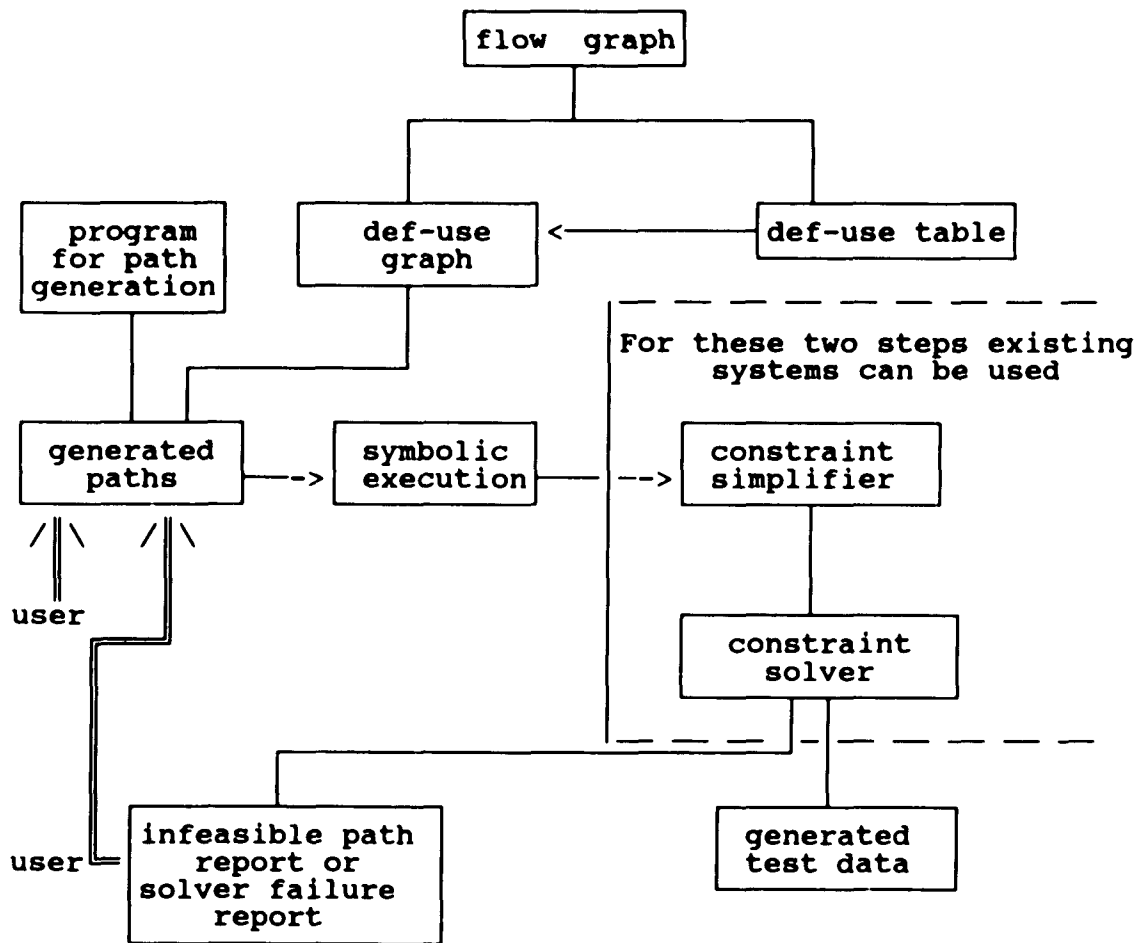 flow graph
program
for path
generation
def-use
graph
<
def-use table
For these two steps existing
systems can be used
generated
paths
-->
symbolic
execution
-->
constraint
simplifier
user
constraint
solver
user
infeasible path
report or
solver failure
report
generated
test data